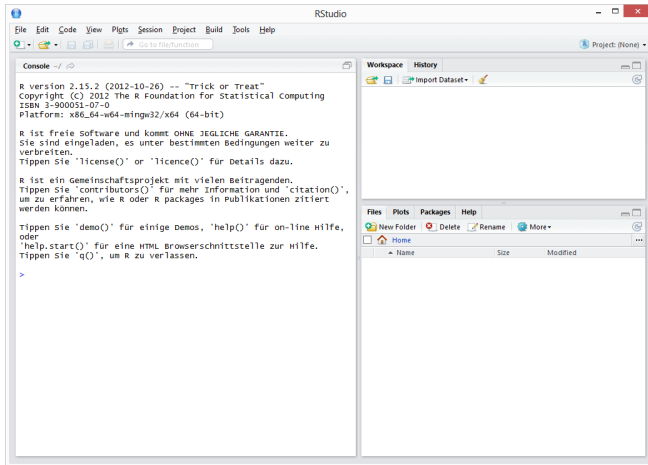 RStudio
File Edit Code View Plots Session Project Build Tools Help
Go to file/function
Project: (None)
Console ~/
R version 2.15.2 (2012-10-26) -- "Trick or Treat"
Copyright (C) 2012 The R Foundation for Statistical Computing
ISBN 3-900051-07-0
Platform: x86_64-w64-mingw32/x64 (64-bit)
R ist freie Software und kommt OHNE JEGLICHE GARANTIE.
Sie sind eingeladen, es unter bestimmten Bedingungen weiter zu
verbreiten.
Tippen Sie 'license()' or 'licence()' für Details dazu.
R ist ein Gemeinschaftsprojekt mit vielen Beitragenden.
Tippen Sie 'contributors()' für mehr Information und 'citation()',
um zu erfahren, wie R oder R packages in Publikationen zitiert
werden können.
Tippen Sie 'demo()' für einige Demos, 'help()' für on-line Hilfe,
oder
'help.start()' für eine HTML Browserschnittstelle zur Hilfe.
Tippen Sie 'q()', um R zu verlassen.
>
Workspace History
Import Dataset
Files Plots Packages Help
New Folder Delete Rename More
Home
Name Size Modified